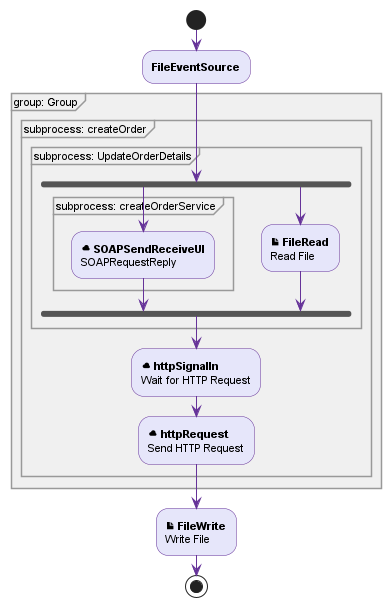 FileEventSource
group: Group
subprocess: createOrder
subprocess: UpdateOrderDetails
subprocess: createOrderService
SOAPSendReceiveUI
SOAPRequestReply
FileRead
Read File
httpSignalIn
Wait for HTTP Request
httpRequest
Send HTTP Request
FileWrite
Write File